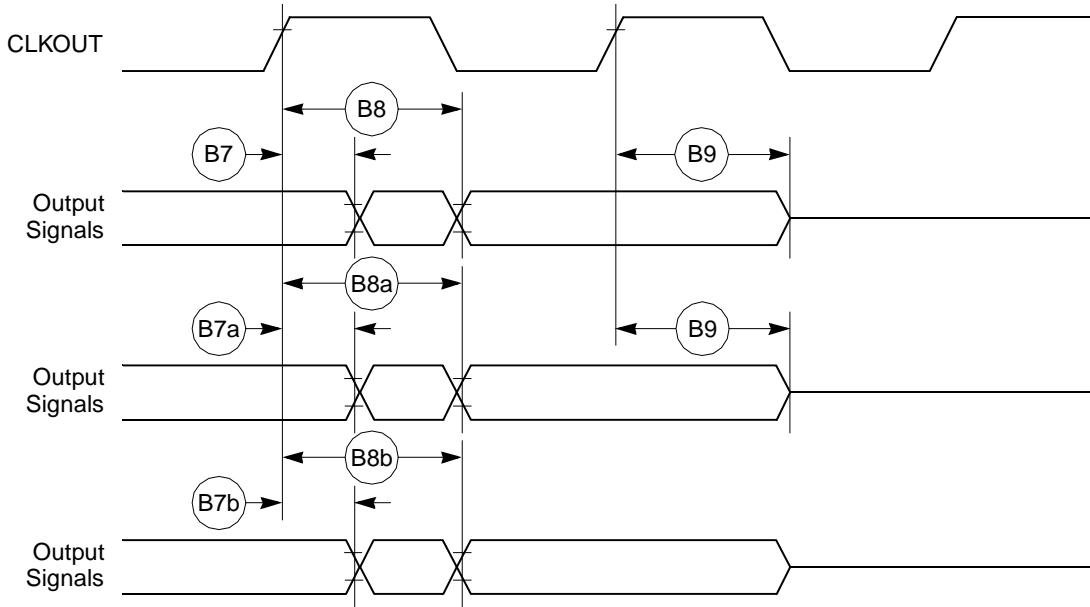 CLKOUT
B8
B7
B9
Output
Signals
B8a
B7a
B9
Output
Signals
B8b
B7b
Output
Signals